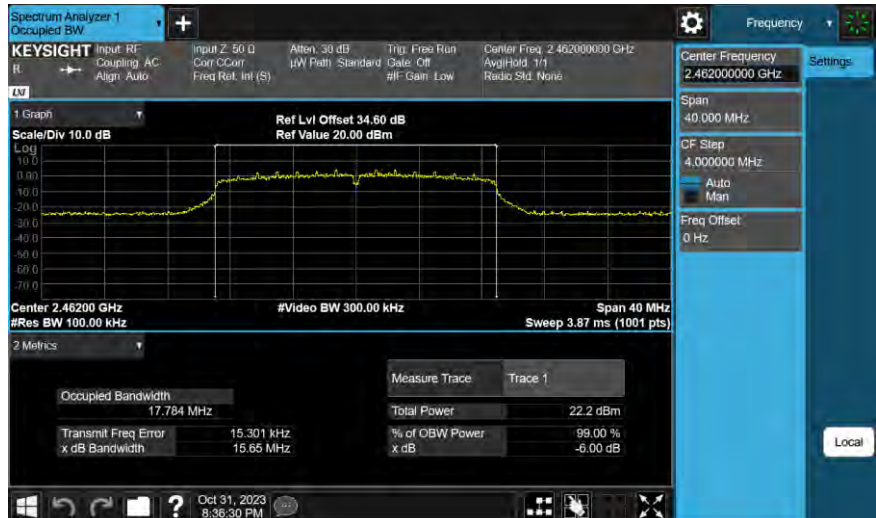 Spectrum Analyzer 1
Occupied BW
+
Frequency
KEYSIGHT
R
LXI
Input: RF
Coupling: AC
Align: Auto
Input Z: 50 Ω
Corr CCorr
Freq Ref: Int (S)
Atten: 30 dB
µW Path: Standard
Trig: Free Run
Gate: Off
#IF Gain: Low
Center Freq: 2.462000000 GHz
Avg|Hold: 1/1
Radio Std: None
Center Frequency
2.462000000 GHz
Settings
Span
40.000 MHz
CF Step
4.000000 MHz
Auto
Man
Freq Offset
0 Hz
Local
1 Graph
Scale/Div 10.0 dB
Ref Lvl Offset 34.60 dB
Ref Value 20.00 dBm
Log
10.0
0.00
-10.0
-20.0
-30.0
-40.0
-50.0
-60.0
-70.0
Center 2.46200 GHz
#Res BW 100.00 kHz
#Video BW 300.00 kHz
Span 40 MHz
Sweep 3.87 ms (1001 pts)
2 Metrics
Measure Trace Trace 1
Occupied Bandwidth
17.784 MHz
Total Power 22.2 dBm
Transmit Freq Error 15.301 kHz
% of OBW Power 99.00 %
x dB Bandwidth 15.65 MHz
x dB -6.00 dB
?
Oct 31, 2023
8:36:30 PM